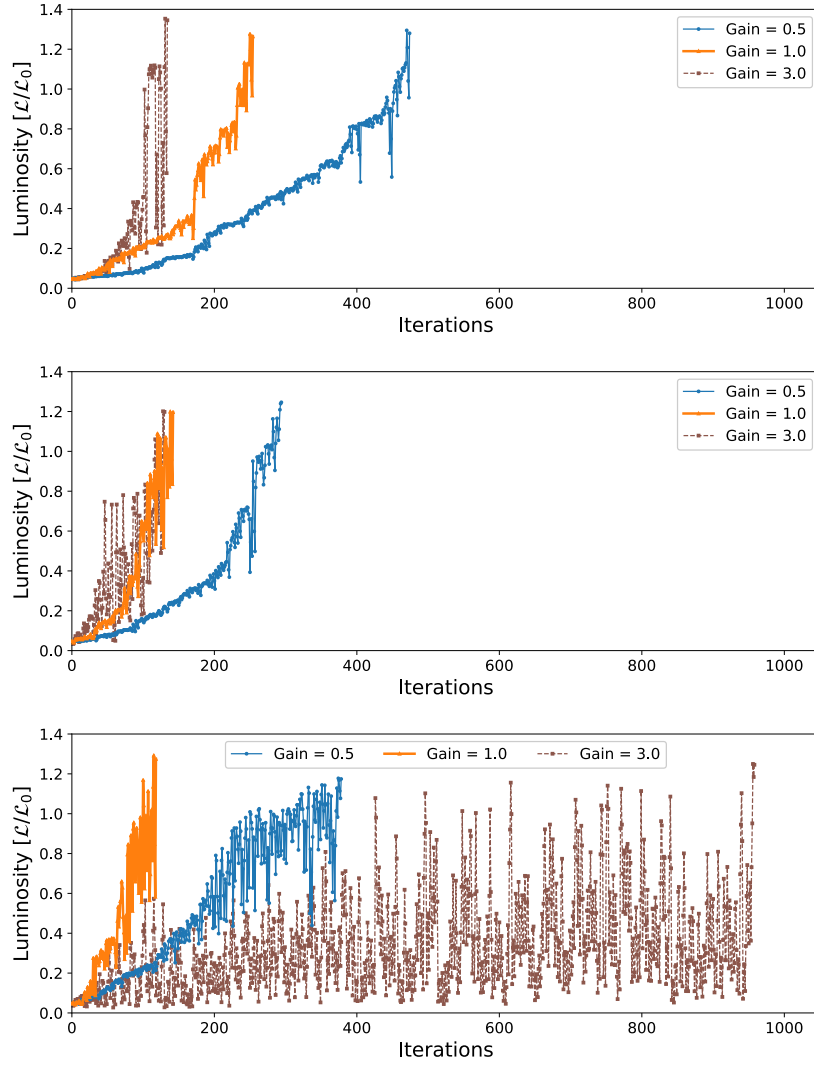 1.4
1.2
1.0
0.8
0.6
0.4
0.2
0.0
Luminosity [ℒ/ℒ₀]
0 200 400 600 800 1000
Iterations
Gain = 0.5
Gain = 1.0
Gain = 3.0
1.4
1.2
1.0
0.8
0.6
0.4
0.2
0.0
Luminosity [ℒ/ℒ₀]
0 200 400 600 800 1000
Iterations
Gain = 0.5
Gain = 1.0
Gain = 3.0
1.4
1.2
1.0
0.8
0.6
0.4
0.2
0.0
Luminosity [ℒ/ℒ₀]
0 200 400 600 800 1000
Iterations
Gain = 0.5 Gain = 1.0 Gain = 3.0